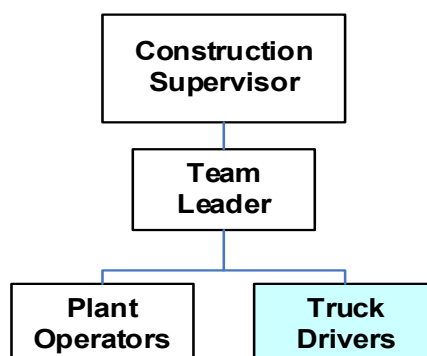 Construction
Supervisor
Team
Leader
Plant
Operators
Truck
Drivers